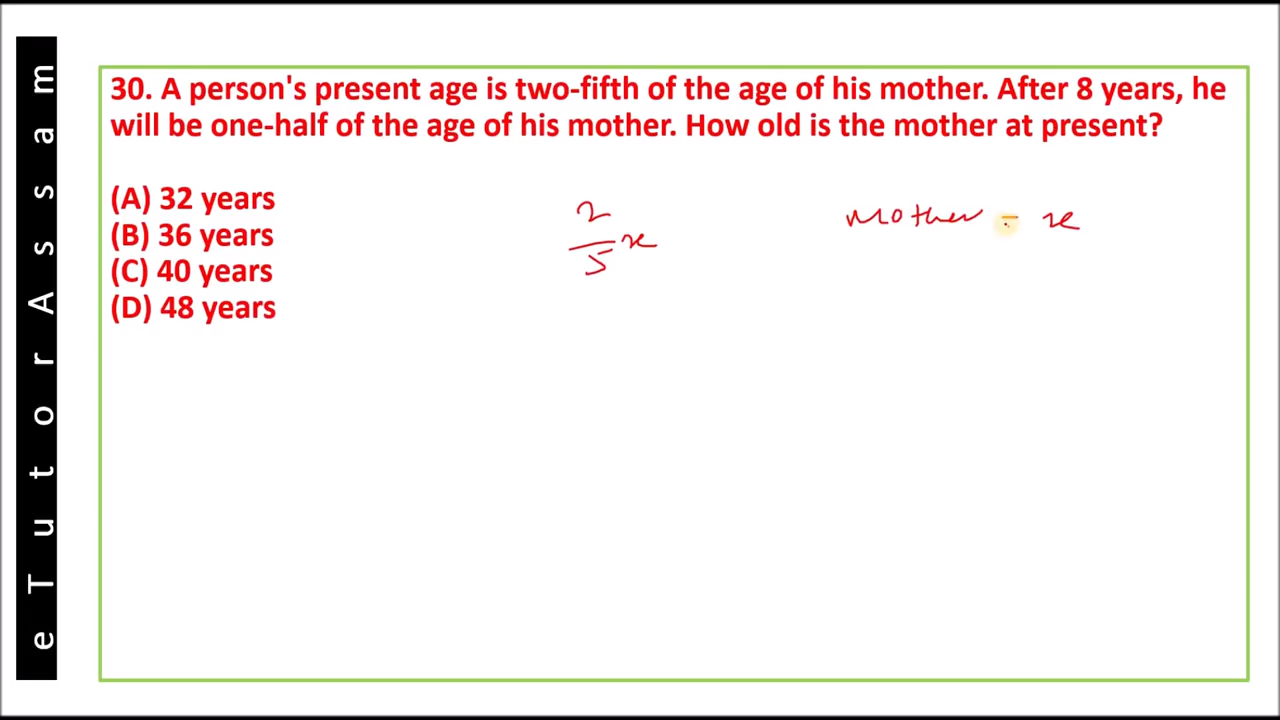 30. A person's present age is two-fifth of the age of his mother. After 8 years, he
will be one-half of the age of his mother. How old is the mother at present?
(A) 32 years
(B) 36 years
(C) 40 years
(D) 48 years
2/5 x
Mother = x
eTutorAssam